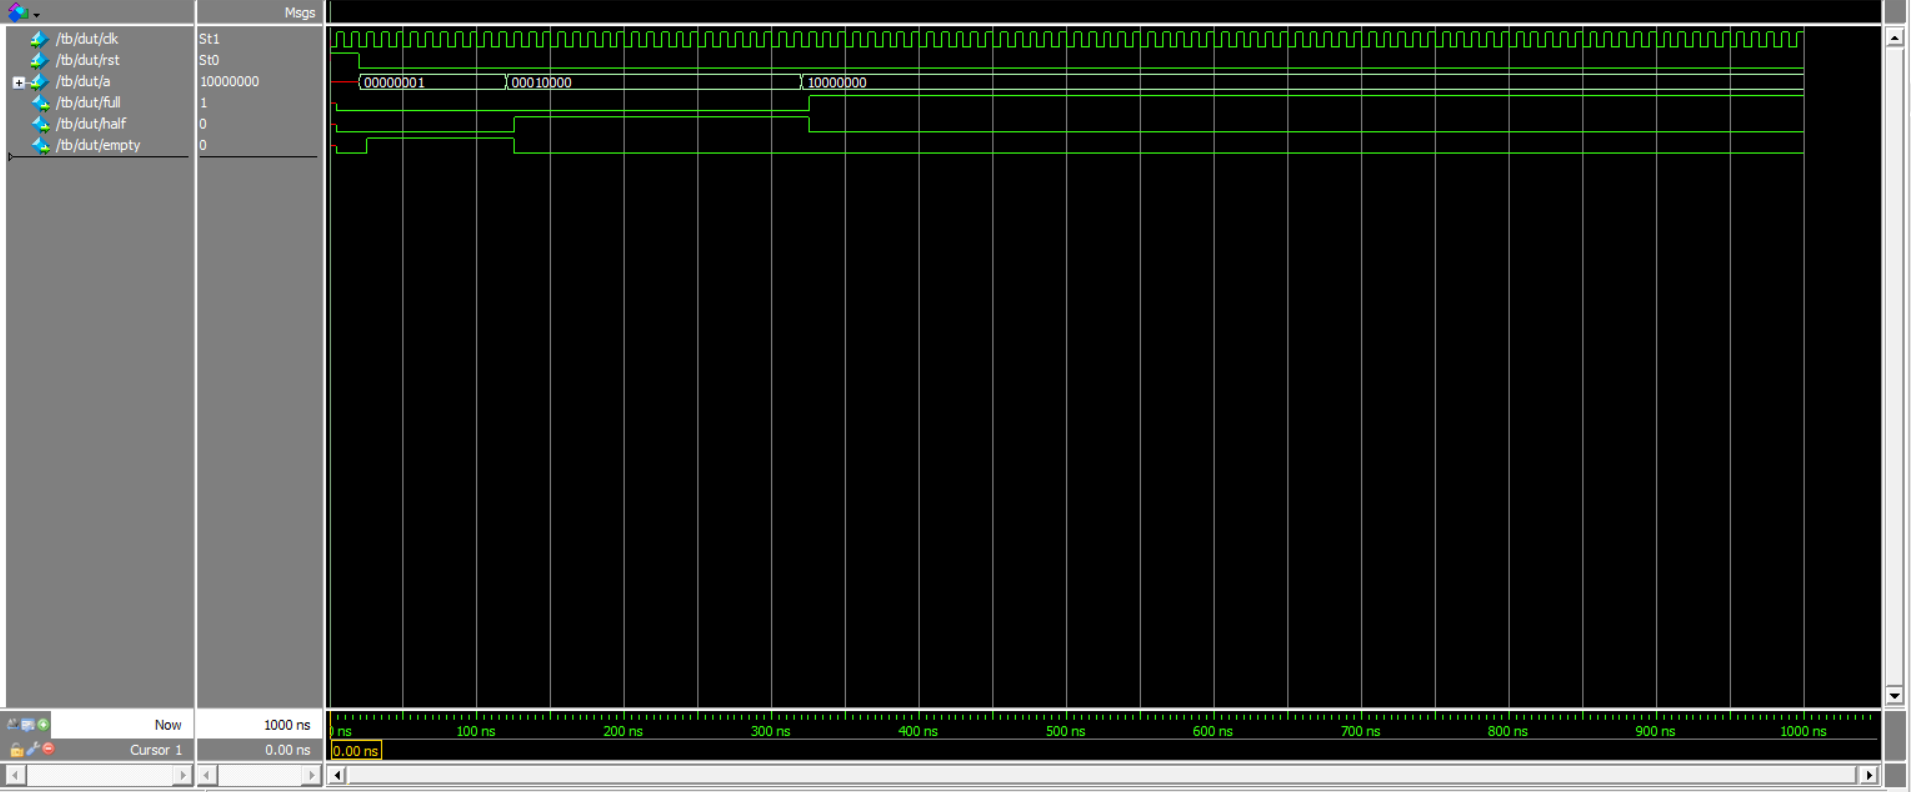 Msgs
/tb/dut/clk St1
/tb/dut/rst St0
/tb/dut/a 10000000 00000001 00010000 10000000
/tb/dut/full 1
/tb/dut/half 0
/tb/dut/empty 0
Now 1000 ns
ns 100 ns 200 ns 300 ns 400 ns 500 ns 600 ns 700 ns 800 ns 900 ns 1000 ns
Cursor 1 0.00 ns 0.00 ns